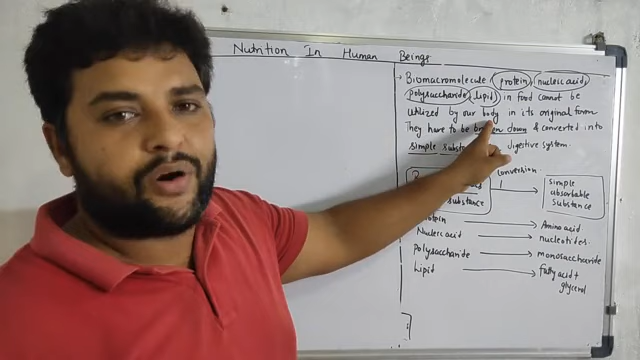 Nutrition In Human Beings
→ Biomacromolecule (protein, nucleic acid,
polysaccharide, Lipid) in food cannot be
utilized by our body in its original form
They have to be broken down & converted into
simple digetive system.
conversion
simple
absorbable
substance
substance
→ Amino acid
Nucleic acid → nucleotides.
Polysaccharide → monosaccharide
Lipid → fatty acid +
glycerol